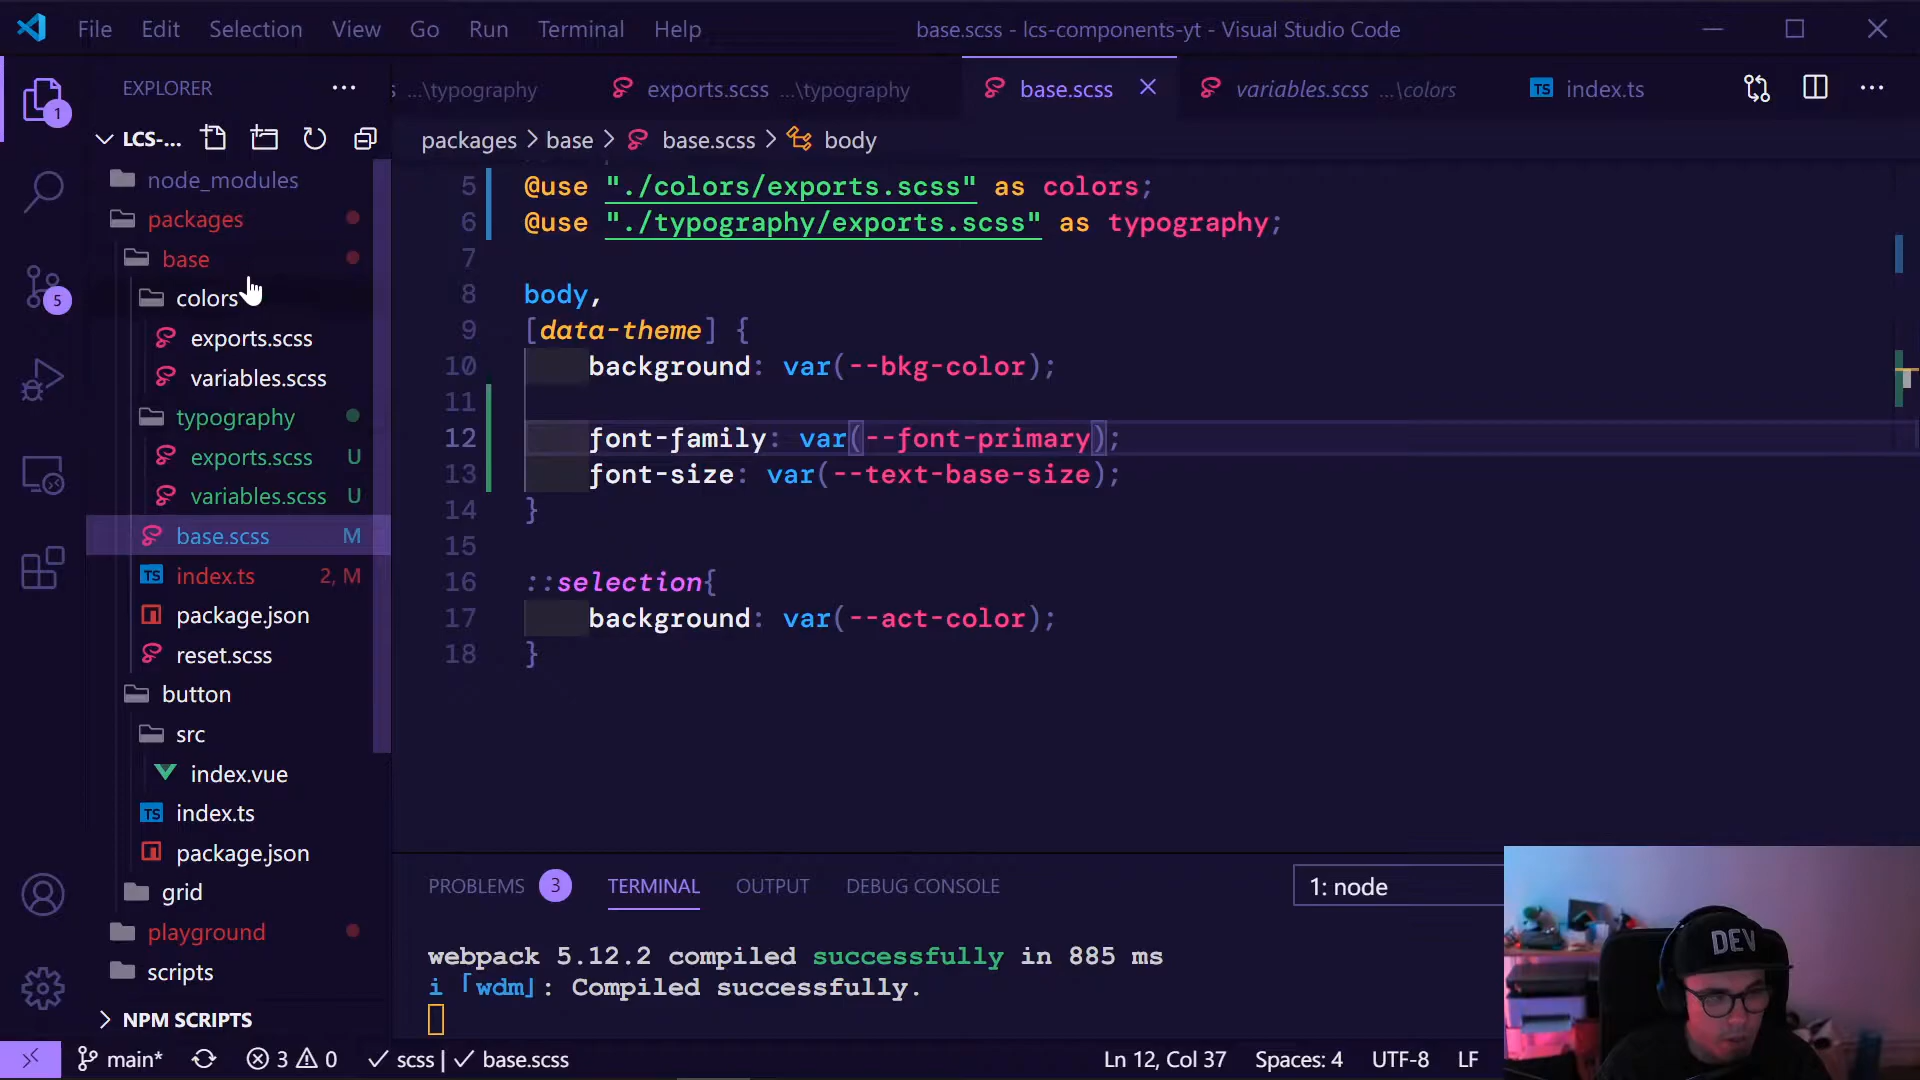 File Edit Selection View Go Run Terminal Help
base.scss - lcs-components-yt - Visual Studio Code
EXPLORER
s ...\typography
exports.scss ...\typography
base.scss
variables.scss ...\colors
TS index.ts
1
LCS-...
packages > base > base.scss > body
node_modules
packages
base
colors
exports.scss
variables.scss
typography
exports.scss U
variables.scss U
base.scss M
TS index.ts 2, M
package.json
reset.scss
button
src
index.vue
TS index.ts
package.json
grid
playground
scripts
NPM SCRIPTS
5
5 @use "./colors/exports.scss" as colors;
6 @use "./typography/exports.scss" as typography;
7
8 body,
9 [data-theme] {
10 background: var(--bkg-color);
11
12 font-family: var(--font-primary);
13 font-size: var(--text-base-size);
14 }
15
16 ::selection{
17 background: var(--act-color);
18 }
PROBLEMS 3 TERMINAL OUTPUT DEBUG CONSOLE
1: node
webpack 5.12.2 compiled successfully in 885 ms
i ｢wdm｣: Compiled successfully.
DEV
main* 3 0 ✓ scss | ✓ base.scss
Ln 12, Col 37 Spaces: 4 UTF-8 LF